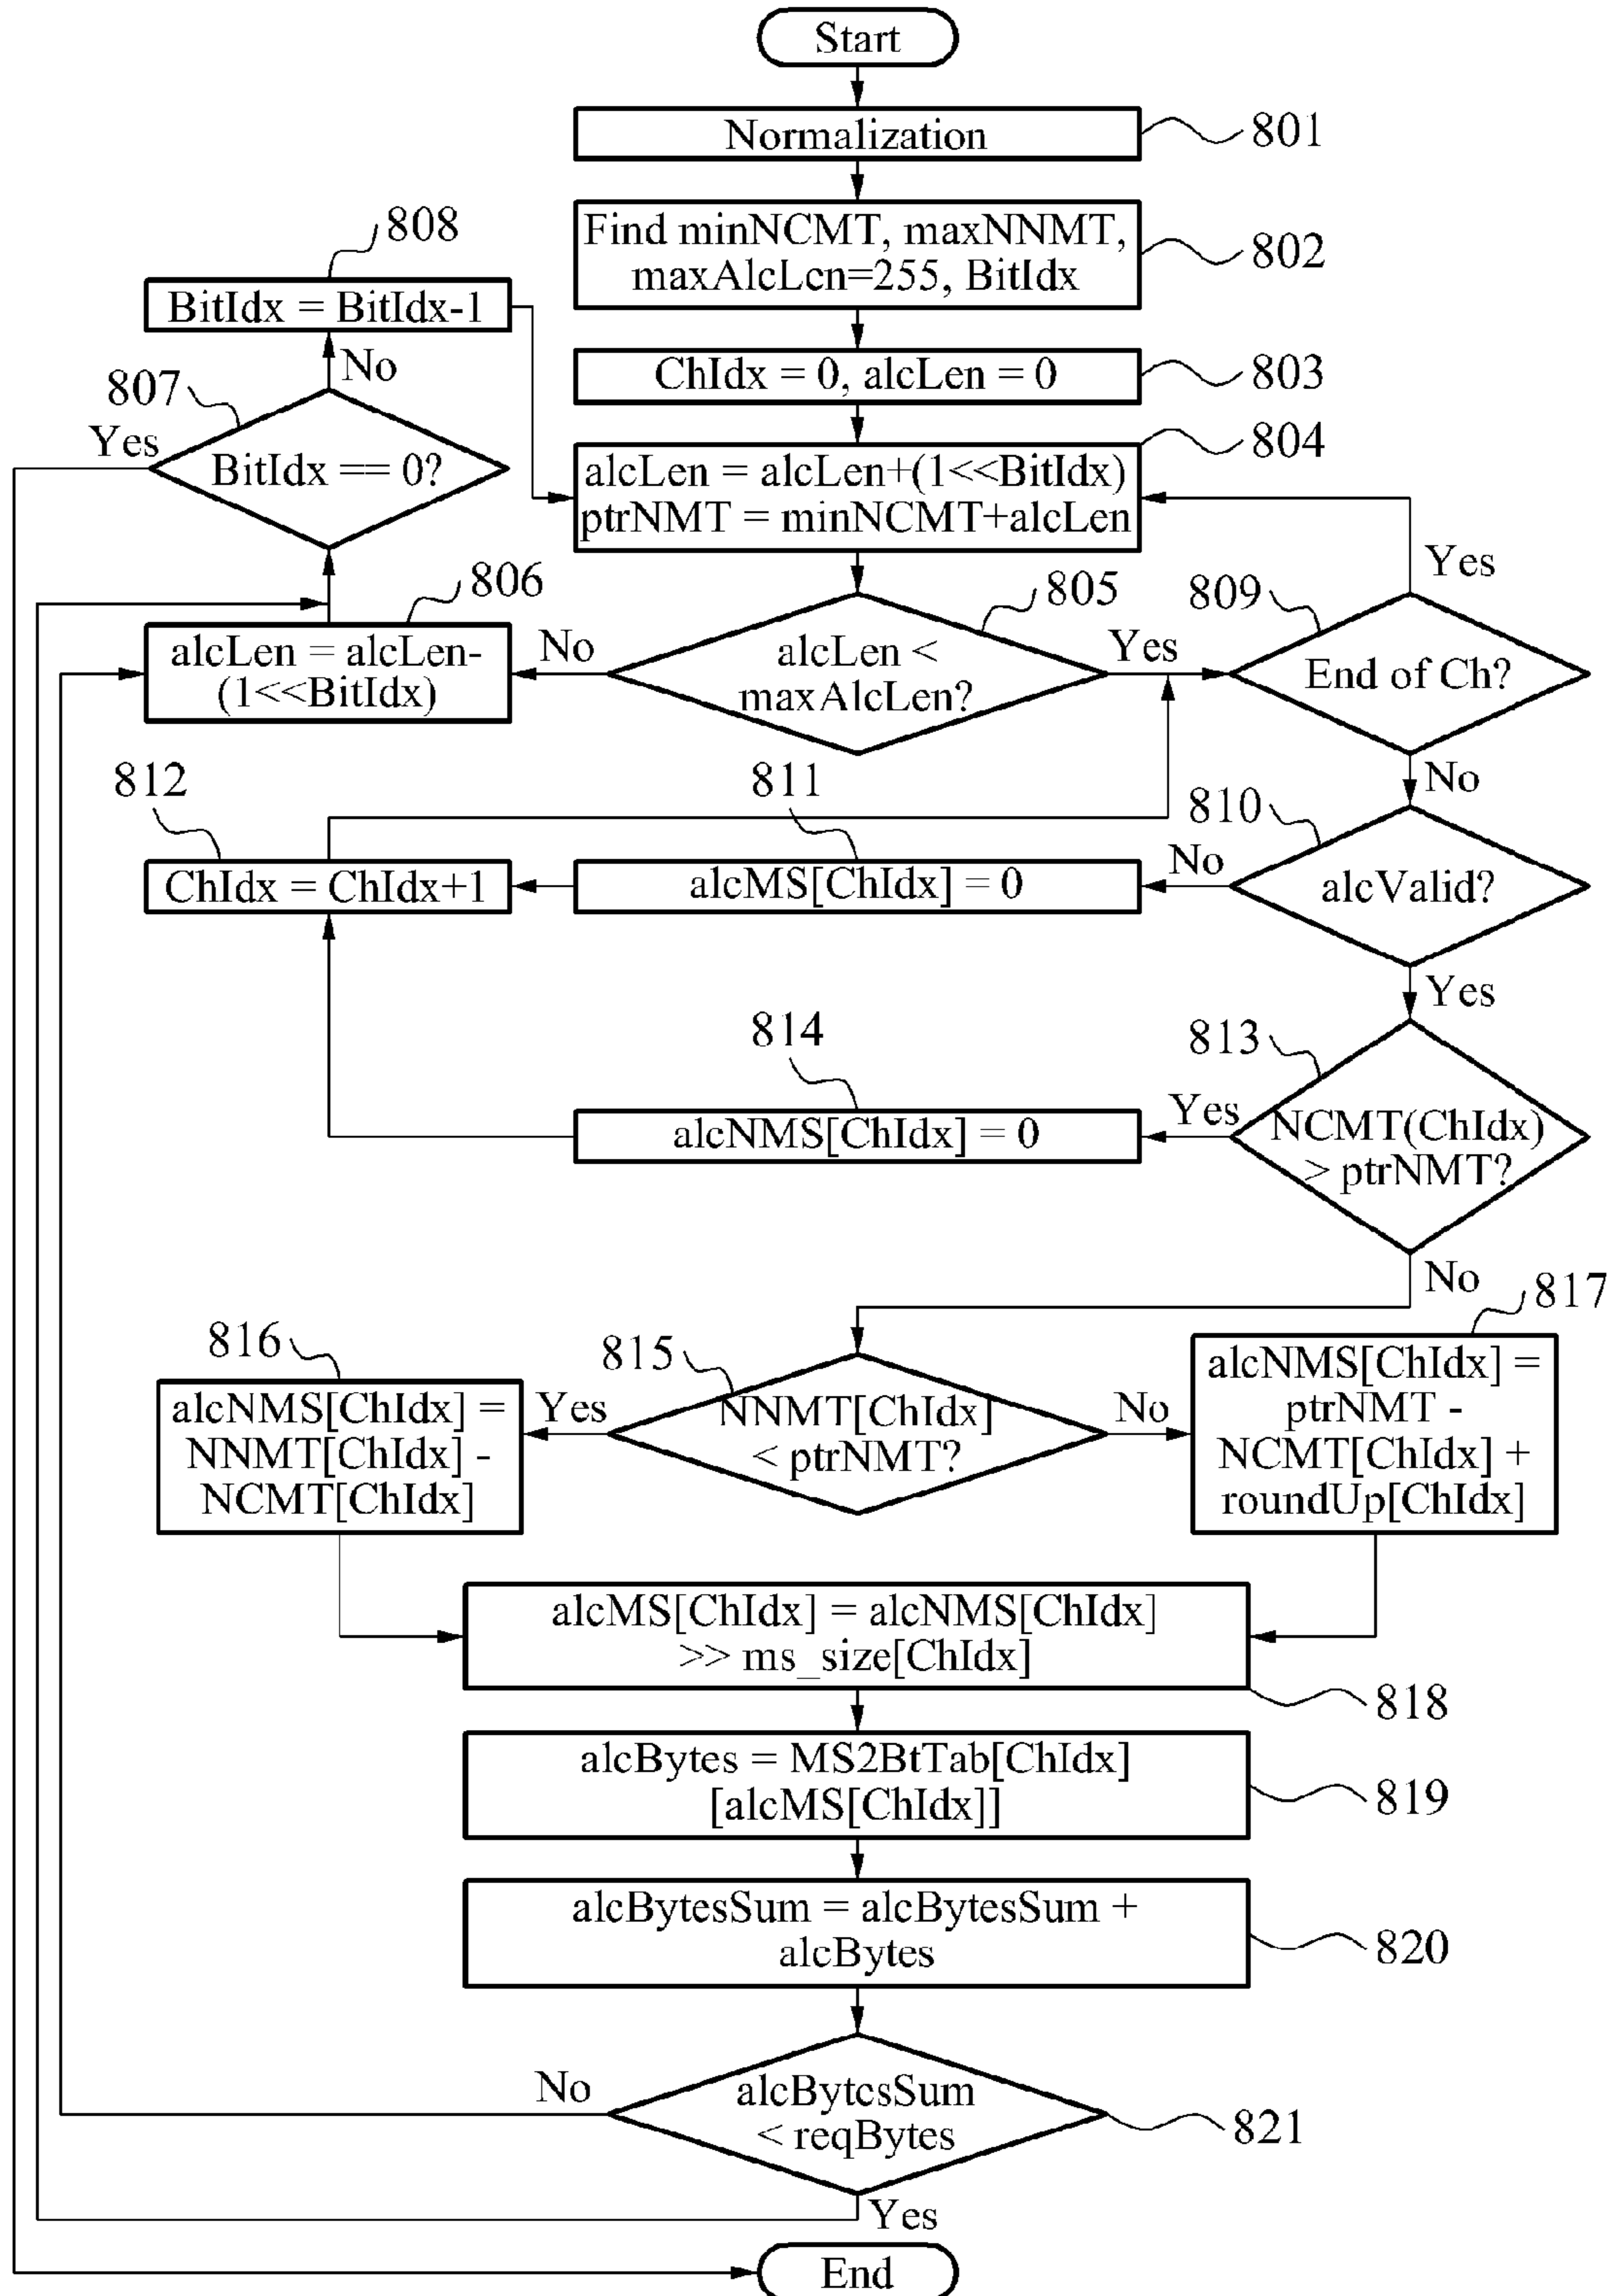 Start
Normalization
801
Find minNCMT, maxNNMT,
maxAlcLen=255, BitIdx
802
808
BitIdx = BitIdx-1
ChIdx = 0, alcLen = 0
803
No
807
Yes
BitIdx == 0?
804
alcLen = alcLen+(1<<BitIdx)
ptrNMT = minNCMT+alcLen
Yes
806
alcLen = alcLen-
(1<<BitIdx)
No
805
alcLen <
maxAlcLen?
Yes
809
End of Ch?
No
812
ChIdx = ChIdx+1
811
alcMS[ChIdx] = 0
No
810
alcValid?
Yes
814
alcNMS[ChIdx] = 0
Yes
813
NCMT(ChIdx)
> ptrNMT?
No
816
alcNMS[ChIdx] =
NNMT[ChIdx] -
NCMT[ChIdx]
Yes
815
NNMT[ChIdx]
< ptrNMT?
No
817
alcNMS[ChIdx] =
ptrNMT -
NCMT[ChIdx] +
roundUp[ChIdx]
alcMS[ChIdx] = alcNMS[ChIdx]
>> ms_size[ChIdx]
818
alcBytes = MS2BtTab[ChIdx]
[alcMS[ChIdx]]
819
alcBytesSum = alcBytesSum +
alcBytes
820
No
alcBytesSum
< reqBytes
821
Yes
End